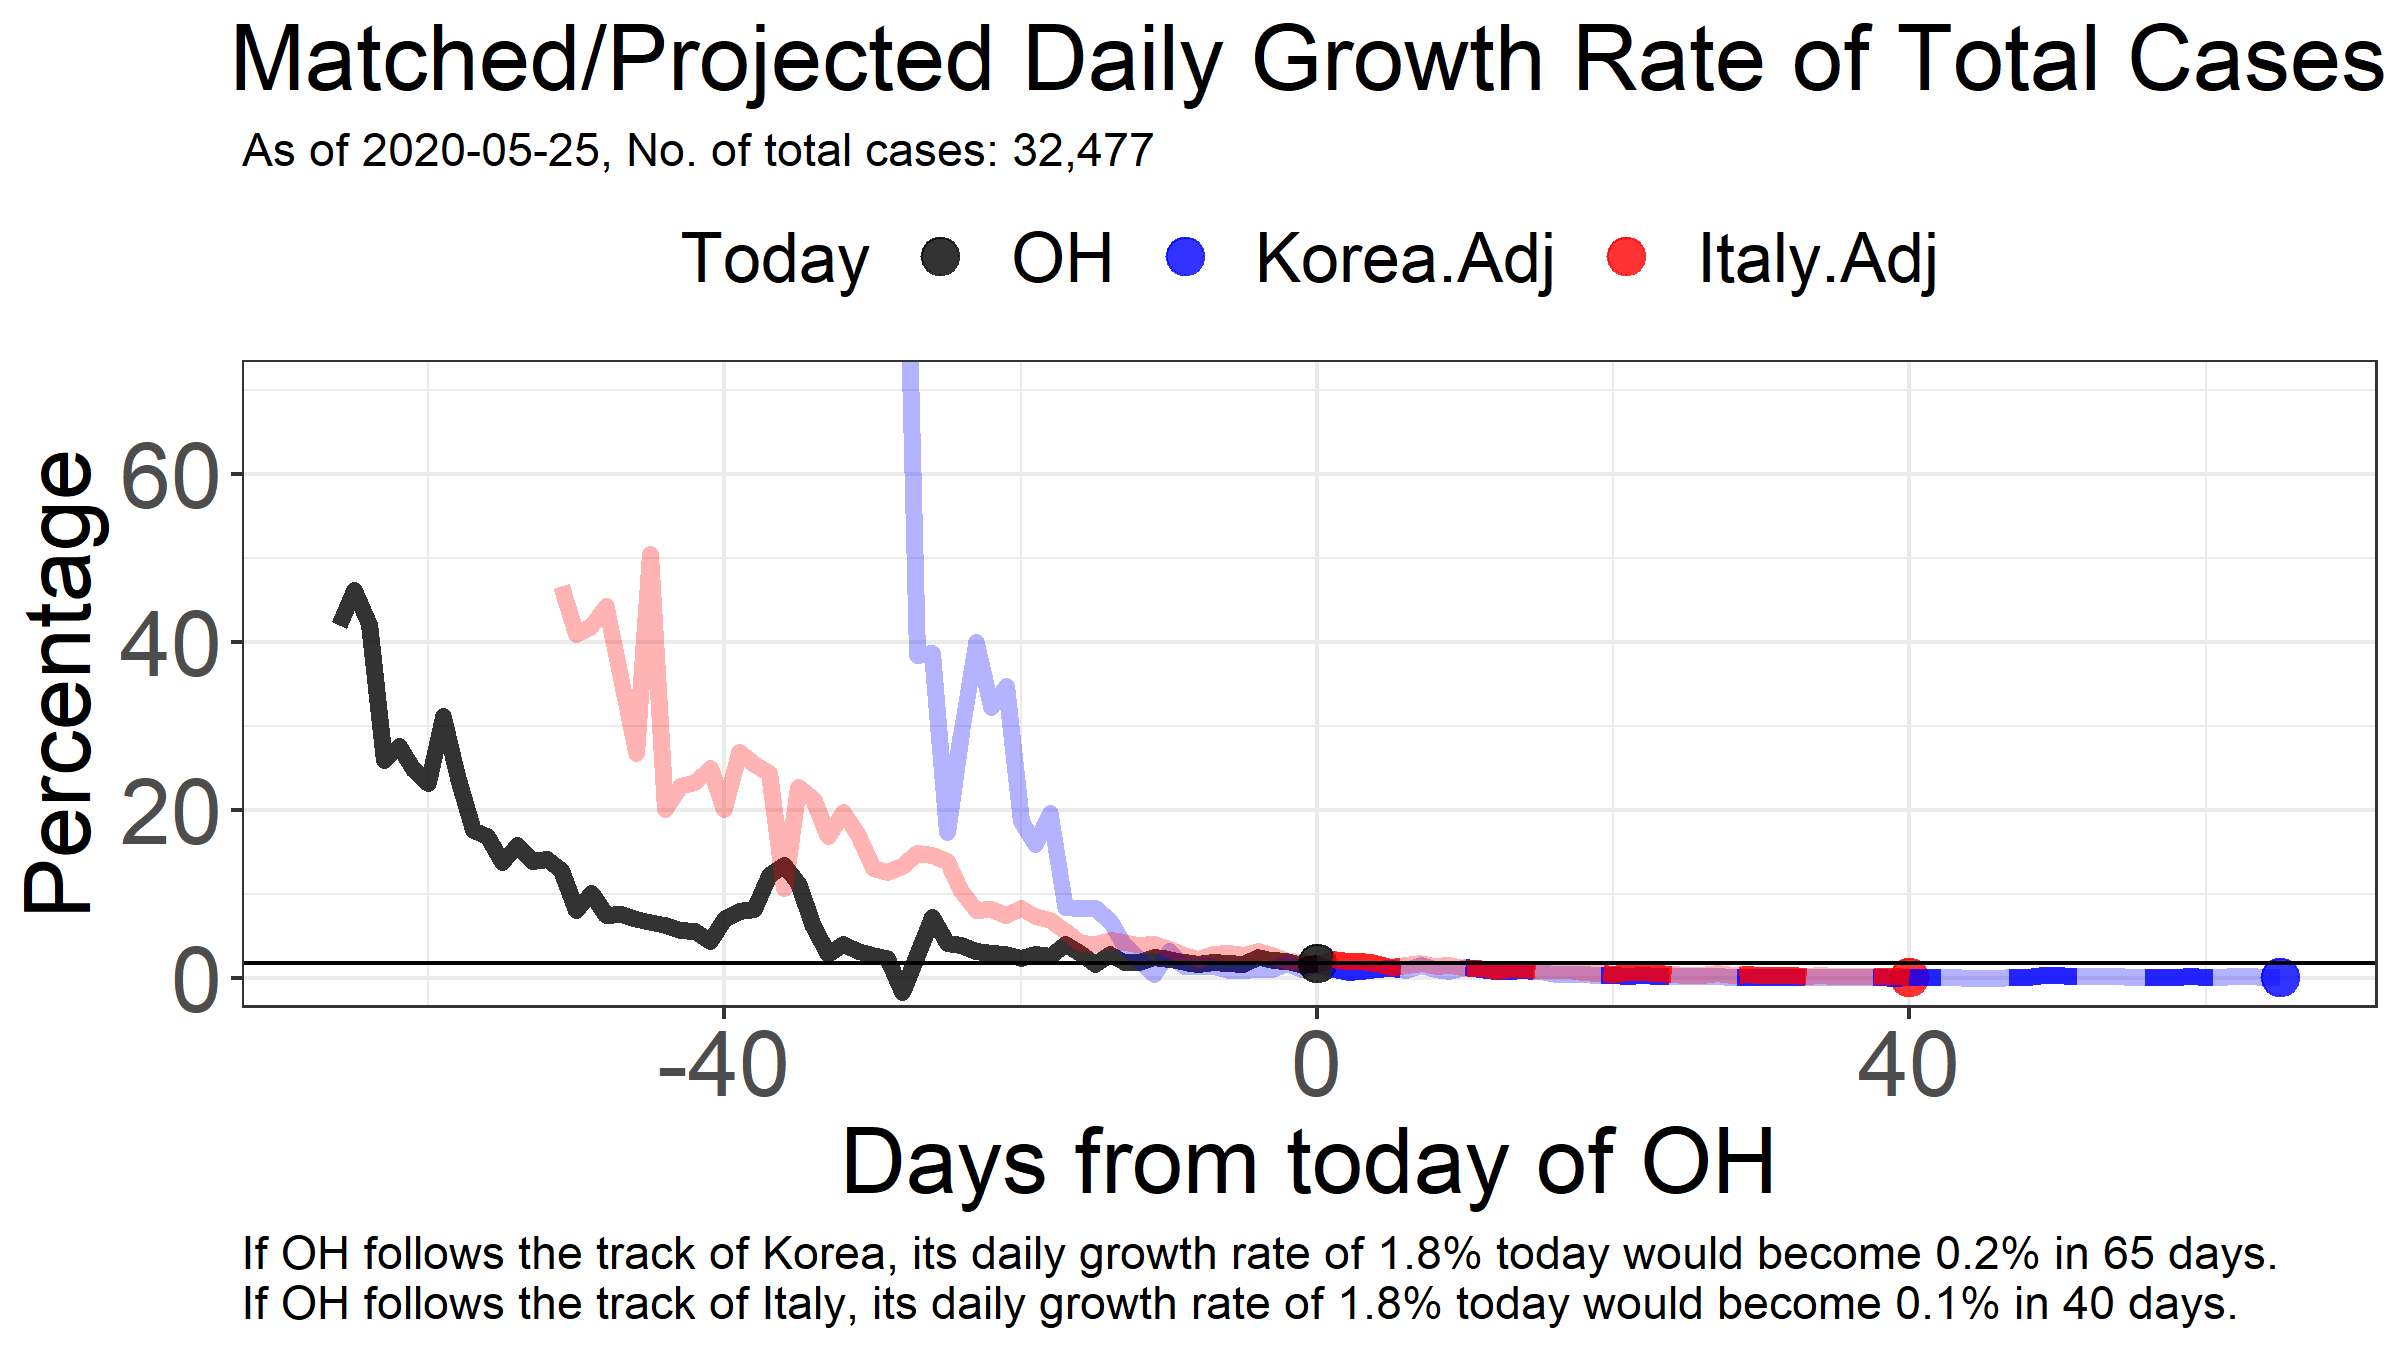 Matched/Projected Daily Growth Rate of Total Cases
As of 2020-05-25, No. of total cases: 32,477
Today OH Korea.Adj Italy.Adj
Percentage
60
40
20
0
-40 0 40
Days from today of OH
If OH follows the track of Korea, its daily growth rate of 1.8% today would become 0.2% in 65 days.
If OH follows the track of Italy, its daily growth rate of 1.8% today would become 0.1% in 40 days.